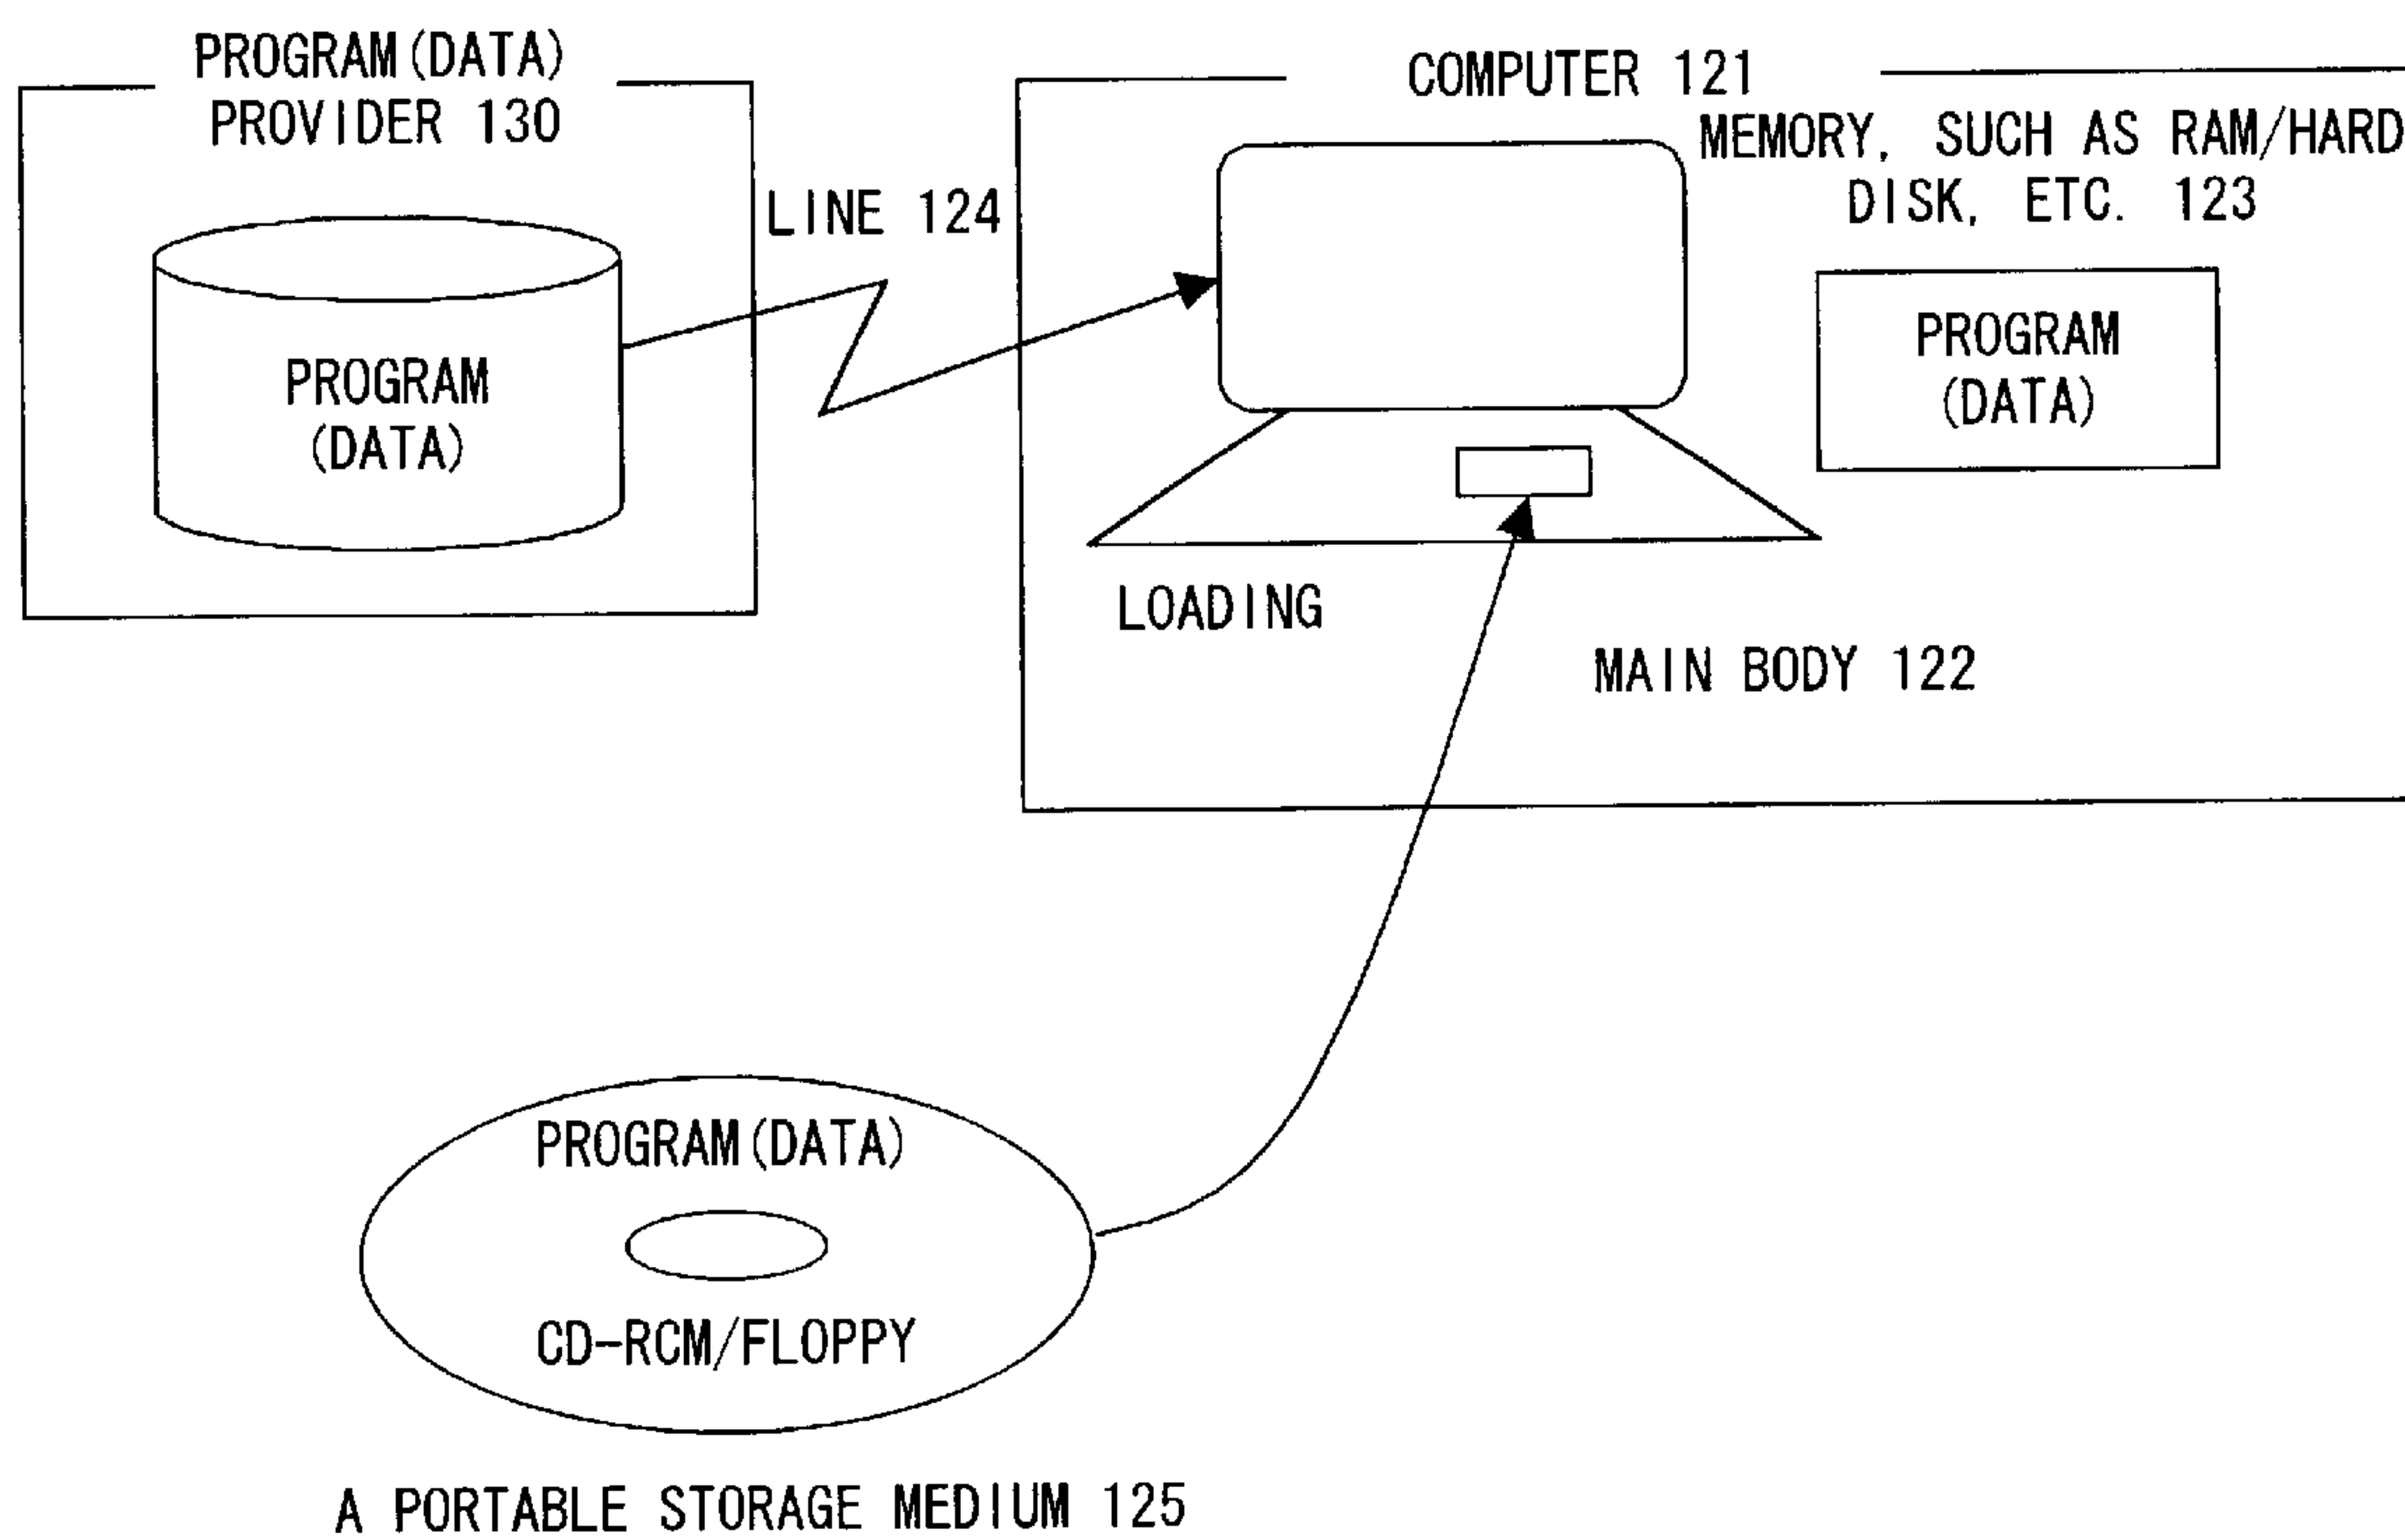 PROGRAM(DATA)
PROVIDER 130
PROGRAM
(DATA)
LINE 124
COMPUTER 121
MEMORY, SUCH AS RAM/HARD
DISK, ETC. 123
PROGRAM
(DATA)
LOADING
MAIN BODY 122
PROGRAM(DATA)
CD-RCM/FLOPPY
A PORTABLE STORAGE MEDIUM 125